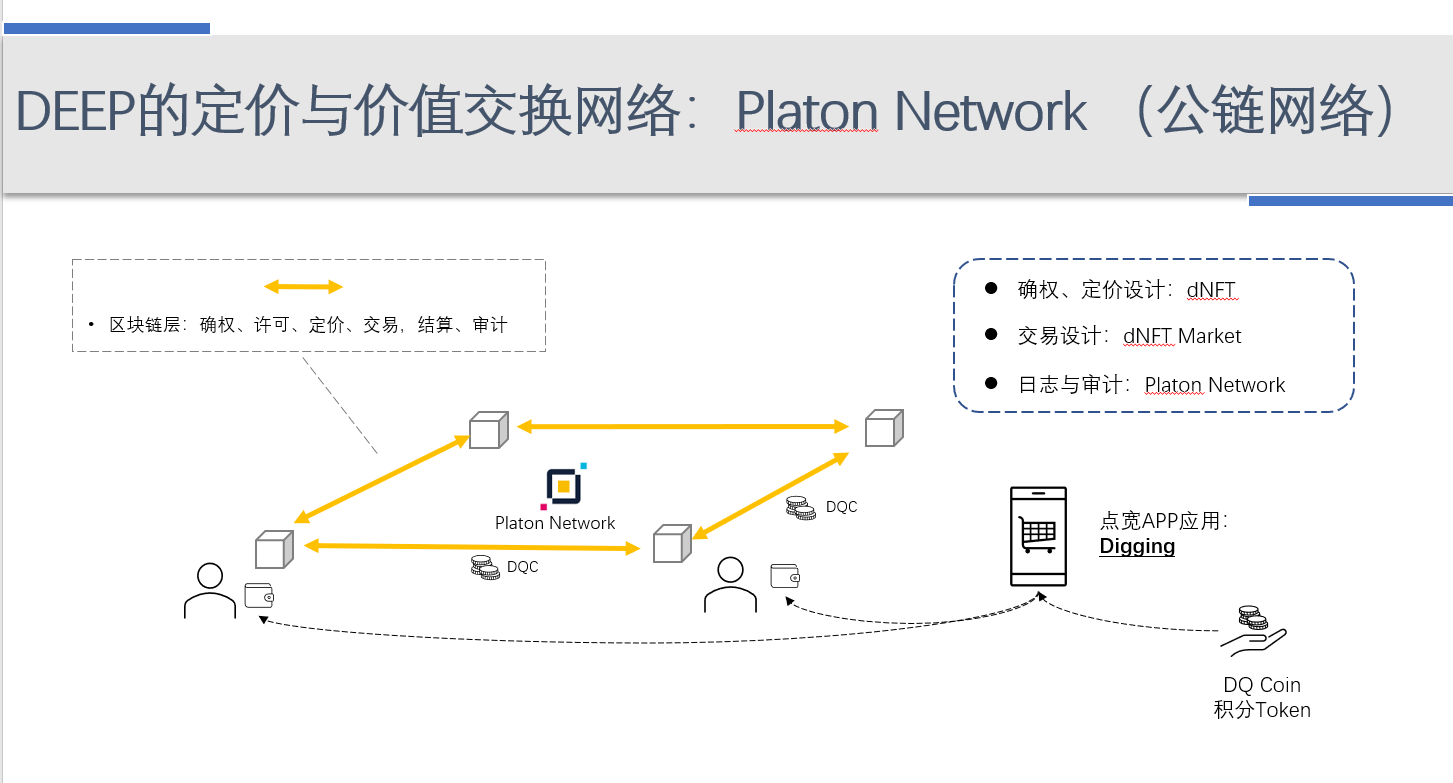 DEEP的定价与价值交换网络：Platon Network （公链网络）
• 区块链层：确权、许可、定价、交易，结算、审计
● 确权、定价设计：dNFT
● 交易设计：dNFT Market
● 日志与审计：Platon Network
Platon Network
DQC
DQC
点宽APP应用：
Digging
DQ Coin
积分Token